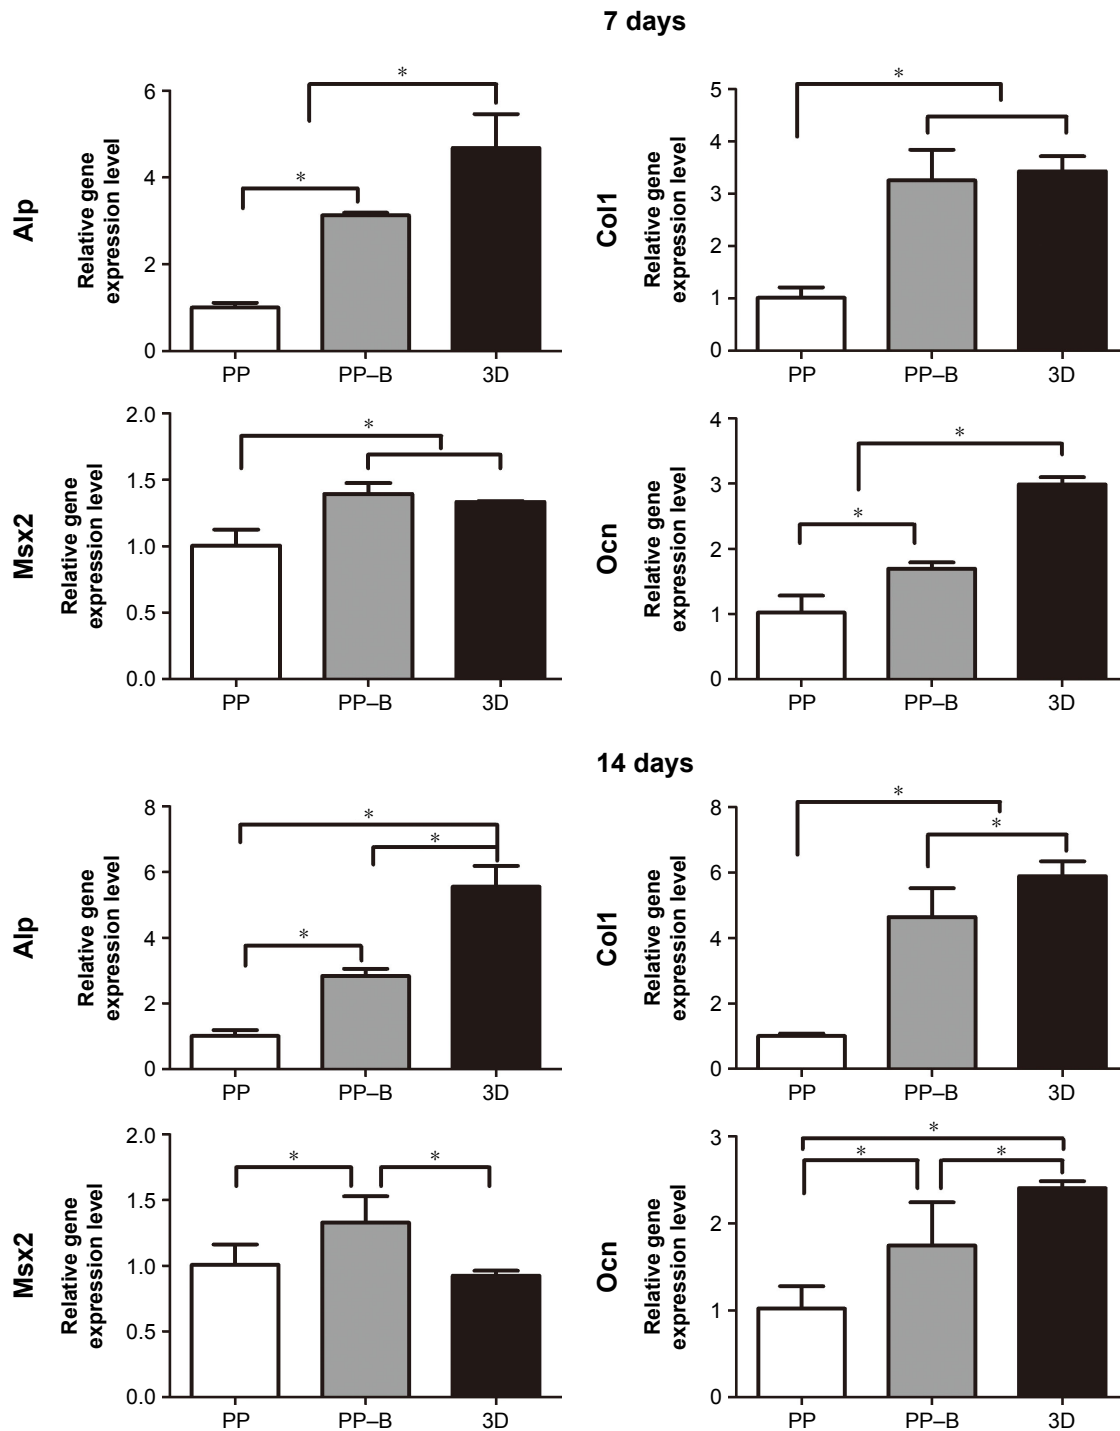 7 days
Alp
Relative gene
expression level
6
4
2
0
*
*
PP
PP–B
3D
Col1
Relative gene
expression level
5
4
3
2
1
0
*
PP
PP–B
3D
Msx2
Relative gene
expression level
2.0
1.5
1.0
0.5
0.0
*
PP
PP–B
3D
Ocn
Relative gene
expression level
4
3
2
1
0
*
*
PP
PP–B
3D
14 days
Alp
Relative gene
expression level
8
6
4
2
0
*
*
*
PP
PP–B
3D
Col1
Relative gene
expression level
8
6
4
2
0
*
*
PP
PP–B
3D
Msx2
Relative gene
expression level
2.0
1.5
1.0
0.5
0.0
*
*
PP
PP–B
3D
Ocn
Relative gene
expression level
3
2
1
0
*
*
*
PP
PP–B
3D